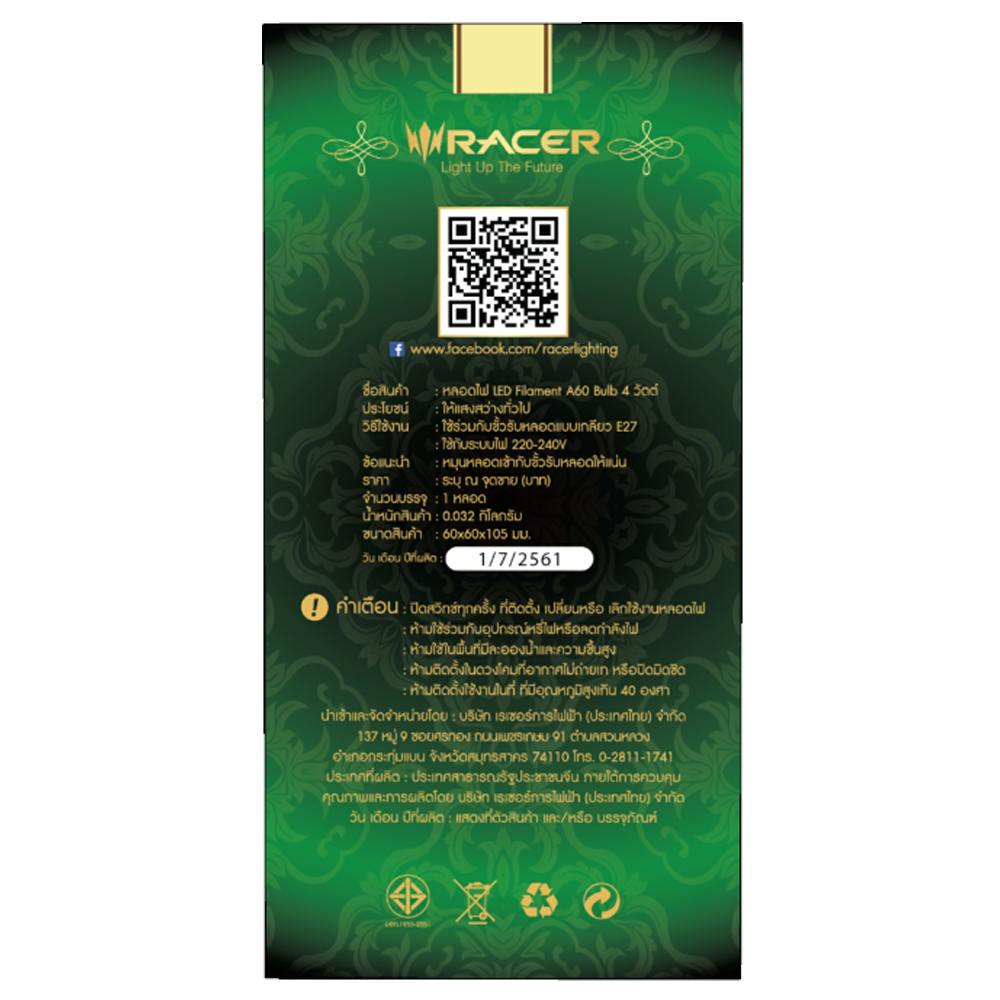 RACER
Light Up The Future
www.facebook.com/racerlighting
ชื่อสินค้า : หลอดไฟ LED Filament A60 Bulb 4 วัตต์
ประโยชน์ : ให้แสงสว่างทั่วไป
วิธีใช้งาน : ใช้ร่วมกับขั้วรับหลอดแบบเกลียว E27
: ใช้กับระบบไฟ 220-240V
ข้อแนะนำ : หมุนหลอดเข้ากับขั้วรับหลอดให้แน่น
ราคา : ระบุ ณ จุดขาย (บาท)
จำนวนบรรจุ : 1 หลอด
น้ำหนักสินค้า : 0.032 กิโลกรัม
ขนาดสินค้า : 60x60x105 มม.
วัน เดือน ปีที่ผลิต : 1/7/2561
! คำเตือน : ปิดสวิทช์ทุกครั้ง ที่ติดตั้ง เปลี่ยนหรือ เลิกใช้งานหลอดไฟ
: ห้ามใช้ร่วมกับอุปกรณ์หรี่ไฟหรือลดกำลังไฟ
: ห้ามใช้ในพื้นที่มีละอองน้ำและความชื้นสูง
: ห้ามติดตั้งในดวงโคมที่อากาศไม่ถ่ายเท หรือปิดมิดชิด
: ห้ามติดตั้งใช้งานในที่ ที่มีอุณหภูมิสูงเกิน 40 องศา
นำเข้าและจัดจำหน่ายโดย : บริษัท เรเซอร์การไฟฟ้า (ประเทศไทย) จำกัด
137 หมู่ 9 ซอยศรีทอง ถนนเพชรเกษม 91 ตำบลสวนหลวง
อำเภอกระทุ่มแบน จังหวัดสมุทรสาคร 74110 โทร. 0-2811-1741
ประเทศที่ผลิต : ประเทศสาธารณรัฐประชาชนจีน ภายใต้การควบคุม
คุณภาพและการผลิตโดย บริษัท เรเซอร์การไฟฟ้า (ประเทศไทย) จำกัด
วัน เดือน ปีที่ผลิต : แสดงที่ตัวสินค้า และ/หรือ บรรจุภัณฑ์